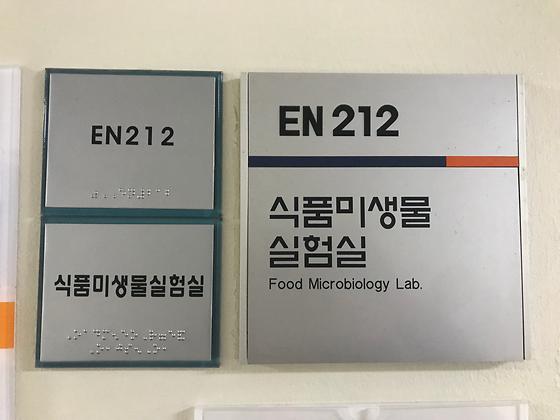 EN212
식품미생물실험실
EN 212
식품미생물
실험실
Food Microbiology Lab.